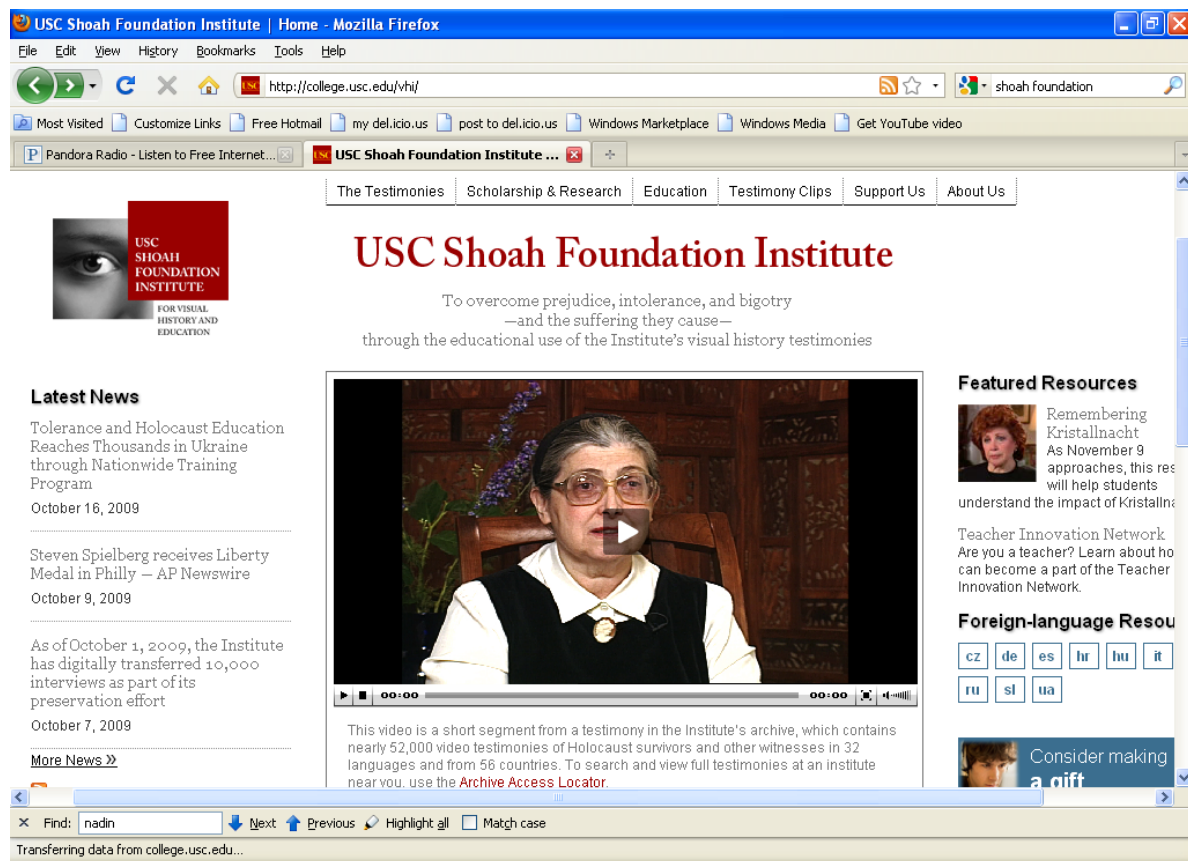 USC Shoah Foundation Institute | Home - Mozilla Firefox
File Edit View History Bookmarks Tools Help
http://college.usc.edu/vhi/
shoah foundation
Most Visited Customize Links Free Hotmail my del.icio.us post to del.icio.us Windows Marketplace Windows Media Get YouTube video
Pandora Radio - Listen to Free Internet... USC Shoah Foundation Institute ...
The Testimonies Scholarship & Research Education Testimony Clips Support Us About Us
USC
SHOAH
FOUNDATION
INSTITUTE
FOR VISUAL
HISTORY AND
EDUCATION
USC Shoah Foundation Institute
To overcome prejudice, intolerance, and bigotry
—and the suffering they cause—
through the educational use of the Institute's visual history testimonies
Latest News
Tolerance and Holocaust Education
Reaches Thousands in Ukraine
through Nationwide Training
Program
October 16, 2009
Steven Spielberg receives Liberty
Medal in Philly — AP Newswire
October 9, 2009
As of October 1, 2009, the Institute
has digitally transferred 10,000
interviews as part of its
preservation effort
October 7, 2009
More News »
00:00 00:00
This video is a short segment from a testimony in the Institute's archive, which contains
nearly 52,000 video testimonies of Holocaust survivors and other witnesses in 32
languages and from 56 countries. To search and view full testimonies at an institute
near you, use the Archive Access Locator.
Featured Resources
Remembering
Kristallnacht
As November 9
approaches, this res
will help students
understand the impact of Kristallna
Teacher Innovation Network
Are you a teacher? Learn about ho
can become a part of the Teacher
Innovation Network.
Foreign-language Resou
cz de es hr hu it
ru sl ua
Consider making
a gift
Find: nadin Next Previous Highlight all Match case
Transferring data from college.usc.edu...